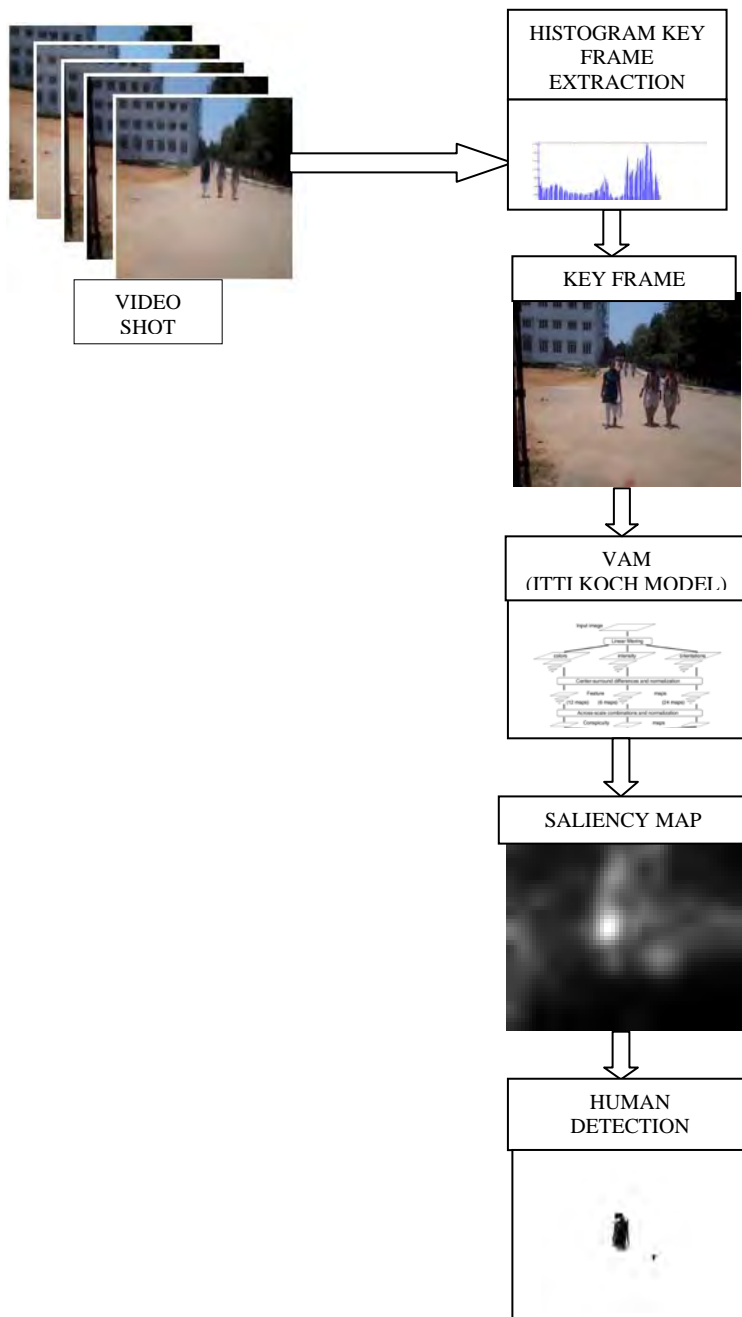 HISTOGRAM KEY
FRAME
EXTRACTION
VIDEO
SHOT
KEY FRAME
VAM
(ITTI KOCH MODEL)
Input image
Linear filtering
colors intensity orientations
Center-surround differences and normalization
Feature maps
(12 maps) (6 maps) (24 maps)
Across-scale combinations and normalization
Conspicuity maps
SALIENCY MAP
HUMAN
DETECTION